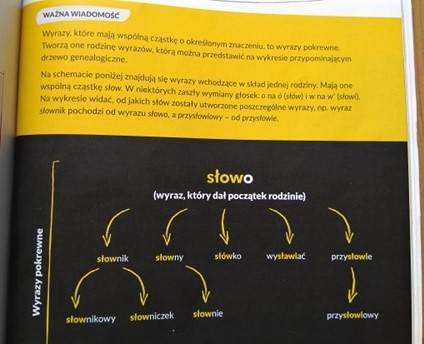 WAŻNA WIADOMOŚĆ
Wyrazy, które mają wspólną cząstkę o określonym znaczeniu, to wyrazy pokrewne.
Tworzą one rodzinę wyrazów, którą można przedstawić na wykresie przypominającym
drzewo genealogiczne.
Na schemacie poniżej znajdują się wyrazy wchodzące w skład jednej rodziny. Mają one
wspólną cząstkę słow. W niektórych zaszły wymiany głosek: o na ó (słów) i w na w' (słowi).
Na wykresie widać, od jakich słów zostały utworzone poszczególne wyrazy, np. wyraz
słownik pochodzi od wyrazu słowo, a przysłowiowy – od przysłowie.
słowo
(wyraz, który dał początek rodzinie)
Wyrazy pokrewne
słownik słowny słówko wysławiać przysłowie
słownikowy słowniczek słownie przysłowiowy